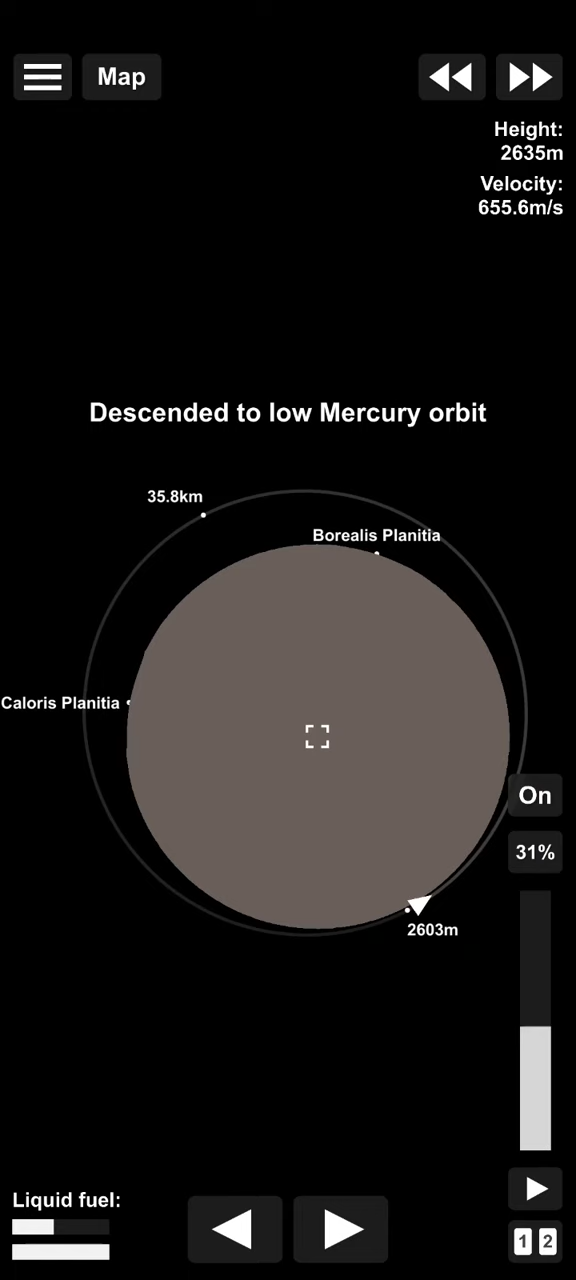 Map
Height:
2635m
Velocity:
655.6m/s
Descended to low Mercury orbit
35.8km
Borealis Planitia
Caloris Planitia
On
31%
2603m
Liquid fuel:
1 2